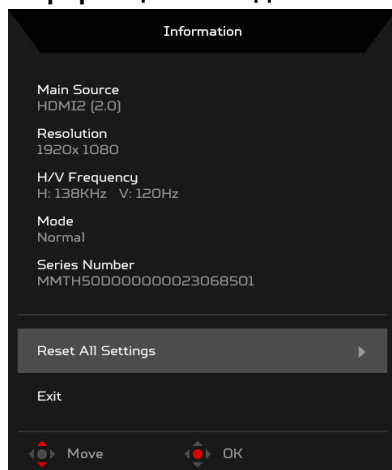 Information
Main Source
HDMI2 (2.0)
Resolution
1920x 1080
H/V Frequency
H: 138KHz V: 120Hz
Mode
Normal
Series Number
MMTH50D000000023068501
Reset All Settings
Exit
Move OK